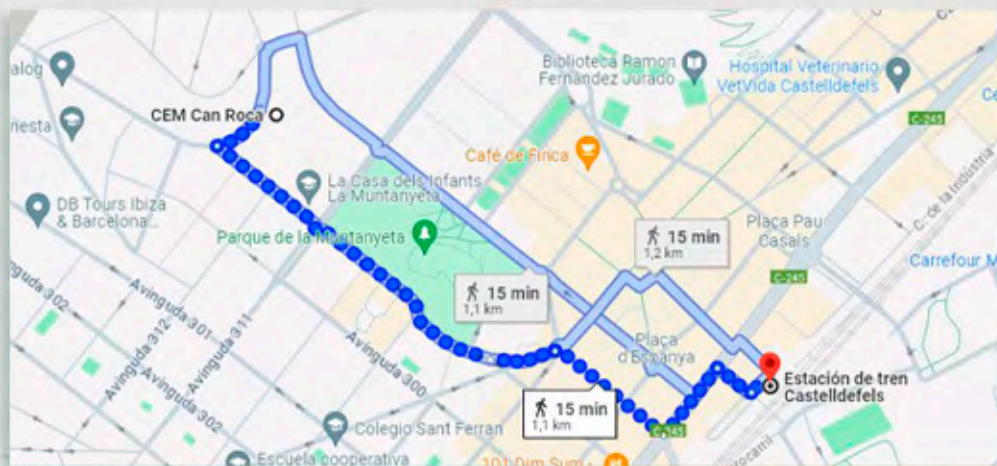 alog
nesta
CEM Can Roca
DB Tours Ibiza
& Barcelona...
La Casa dels Infants
La Muntanyeta
Parque de la Muntanyeta
Biblioteca Ramon
Fernández Jurado
Café de Finca
Hospital Veterinario
VetVida Castelldefels
C-245
C. de la Indústria
Ce
Plaça Pau
Casals
Carrefour M
C-245
15 min
1,2 km
15 min
1,1 km
Plaça
d'Espanya
Estación de tren
Castelldefels
15 min
1,1 km
C-245
Avinguda 302
Avinguda 301
Avinguda 311
Avinguda 312
Avinguda 300
Avinguda 302
Colegio Sant Ferran
Escuela cooperativa
101 Dim Sum -
rocarril